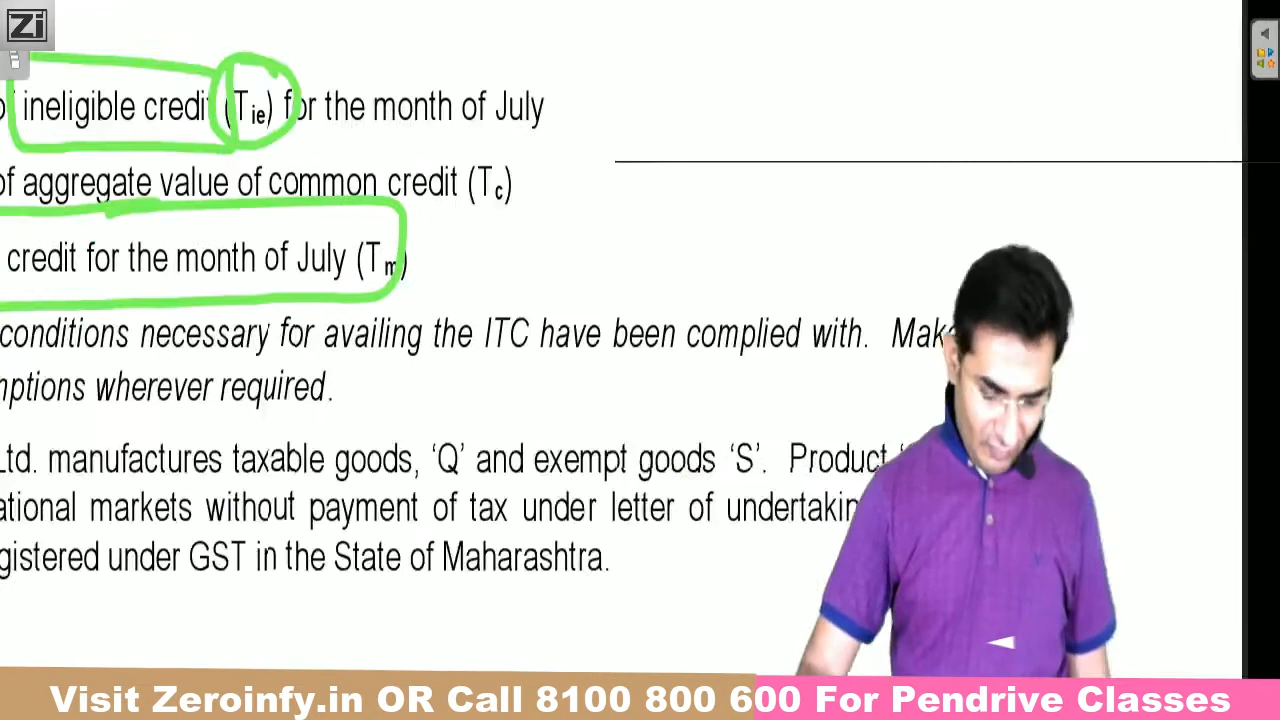 Zi
ineligible credit (Tie) for the month of July
of aggregate value of common credit (Tc)
credit for the month of July (Tm)
conditions necessary for availing the ITC have been complied with. Make
mptions wherever required.
Ltd. manufactures taxable goods, ‘Q’ and exempt goods ‘S’. Product
ational markets without payment of tax under letter of undertakin
gistered under GST in the State of Maharashtra.
Visit Zeroinfy.in OR Call 8100 800 600 For Pendrive Classes